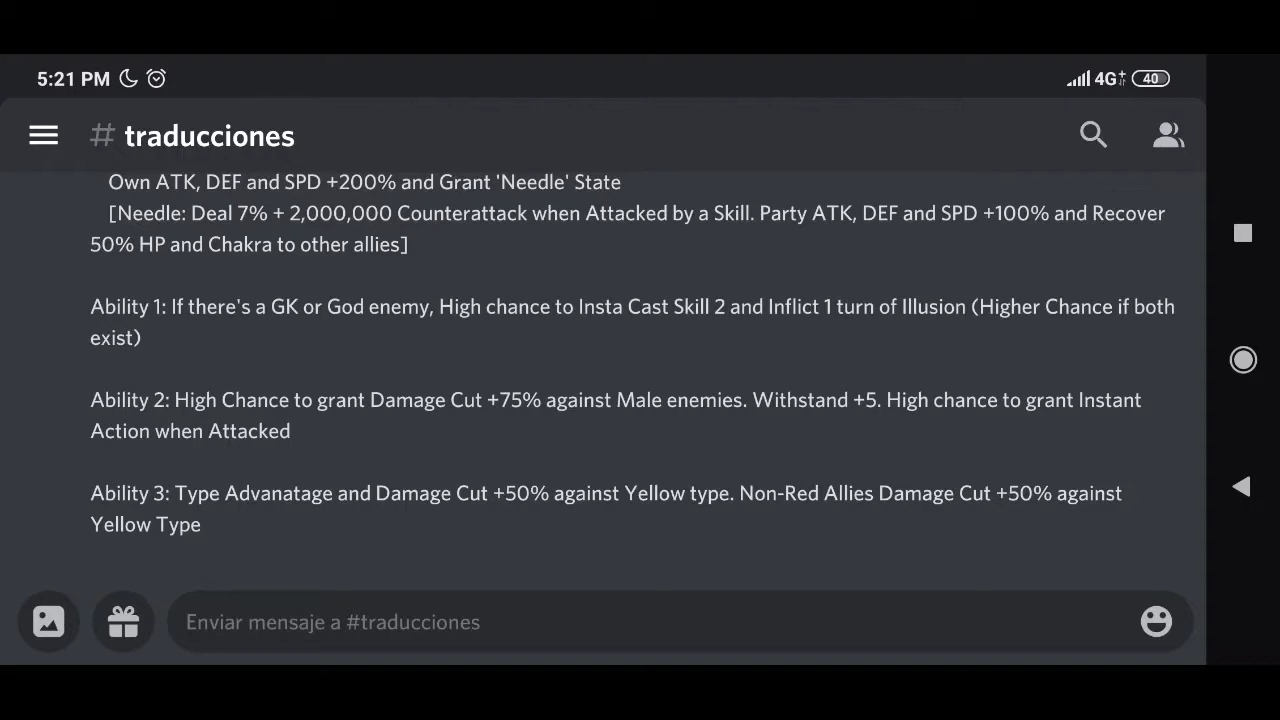 5:21 PM 4G+ 40
# traducciones
Own ATK, DEF and SPD +200% and Grant 'Needle' State
[Needle: Deal 7% + 2,000,000 Counterattack when Attacked by a Skill. Party ATK, DEF and SPD +100% and Recover
50% HP and Chakra to other allies]
Ability 1: If there's a GK or God enemy, High chance to Insta Cast Skill 2 and Inflict 1 turn of Illusion (Higher Chance if both
exist)
Ability 2: High Chance to grant Damage Cut +75% against Male enemies. Withstand +5. High chance to grant Instant
Action when Attacked
Ability 3: Type Advanatage and Damage Cut +50% against Yellow type. Non-Red Allies Damage Cut +50% against
Yellow Type
Enviar mensaje a #traducciones